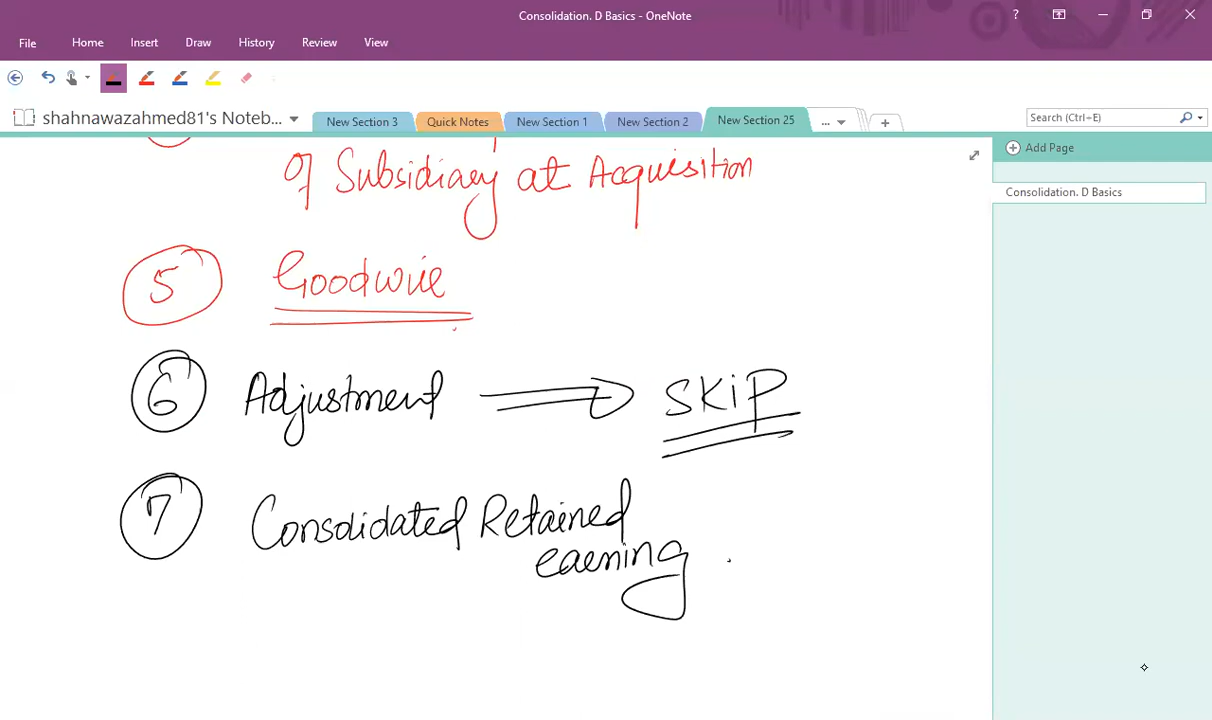 Consolidation. D Basics - OneNote
?
File Home Insert Draw History Review View
shahnawazahmed81's Noteb... New Section 3 Quick Notes New Section 1 New Section 2 New Section 25 ... +
Search (Ctrl+E)
Add Page
Consolidation. D Basics
of Subsidiary at Acquisition
5 Goodwill
6 Adjustment ⇒ SKiP
7 Consolidated Retained
earning